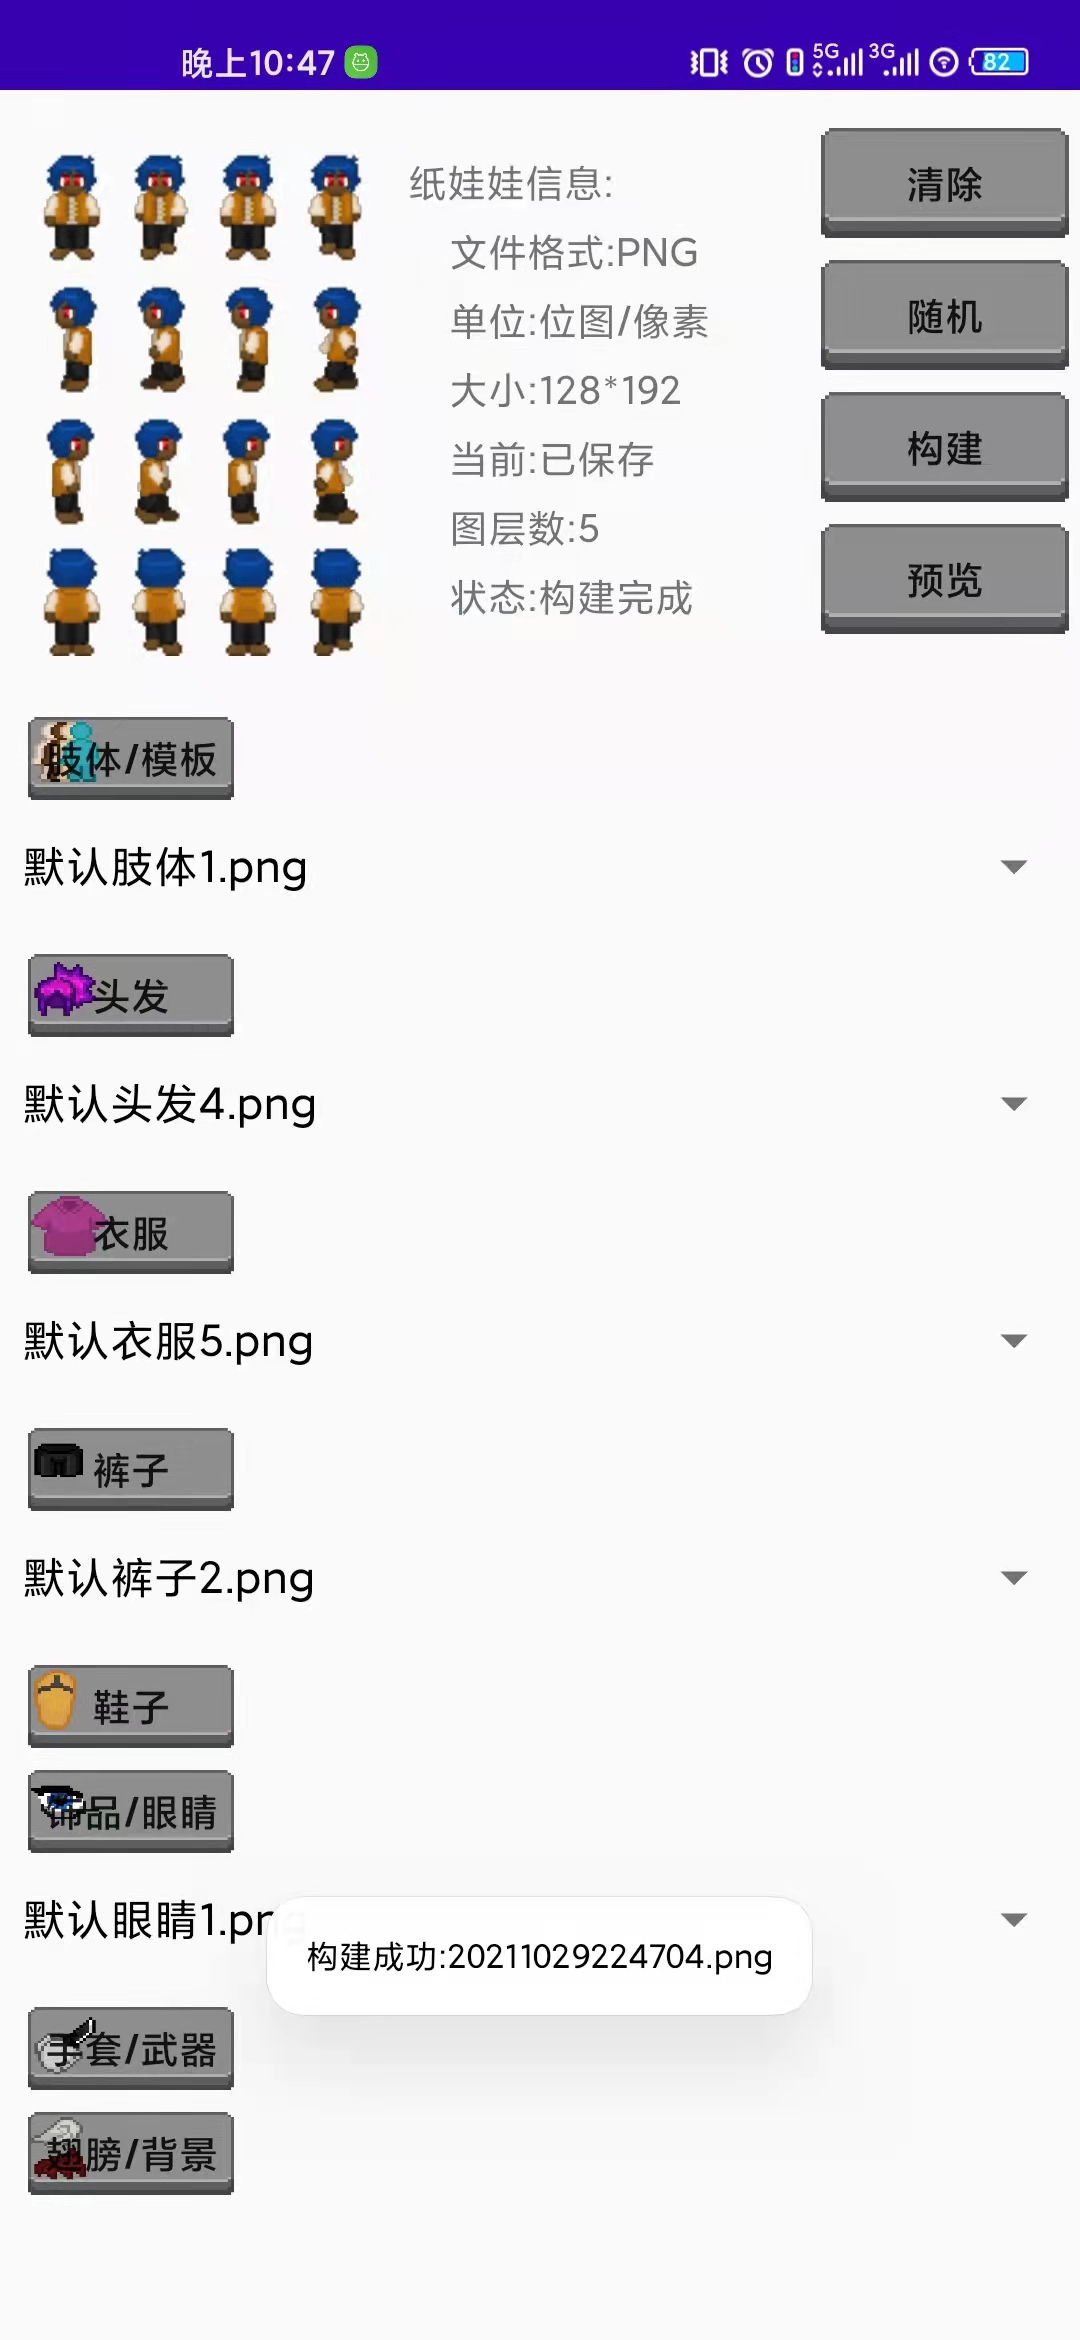 晚上10:47
5G
3G
82
纸娃娃信息:
文件格式:PNG
单位:位图/像素
大小:128*192
当前:已保存
图层数:5
状态:构建完成
清除
随机
构建
预览
肢体/模板
默认肢体1.png
头发
默认头发4.png
衣服
默认衣服5.png
裤子
默认裤子2.png
鞋子
饰品/眼睛
默认眼睛1.png
构建成功:20211029224704.png
手套/武器
翅膀/背景